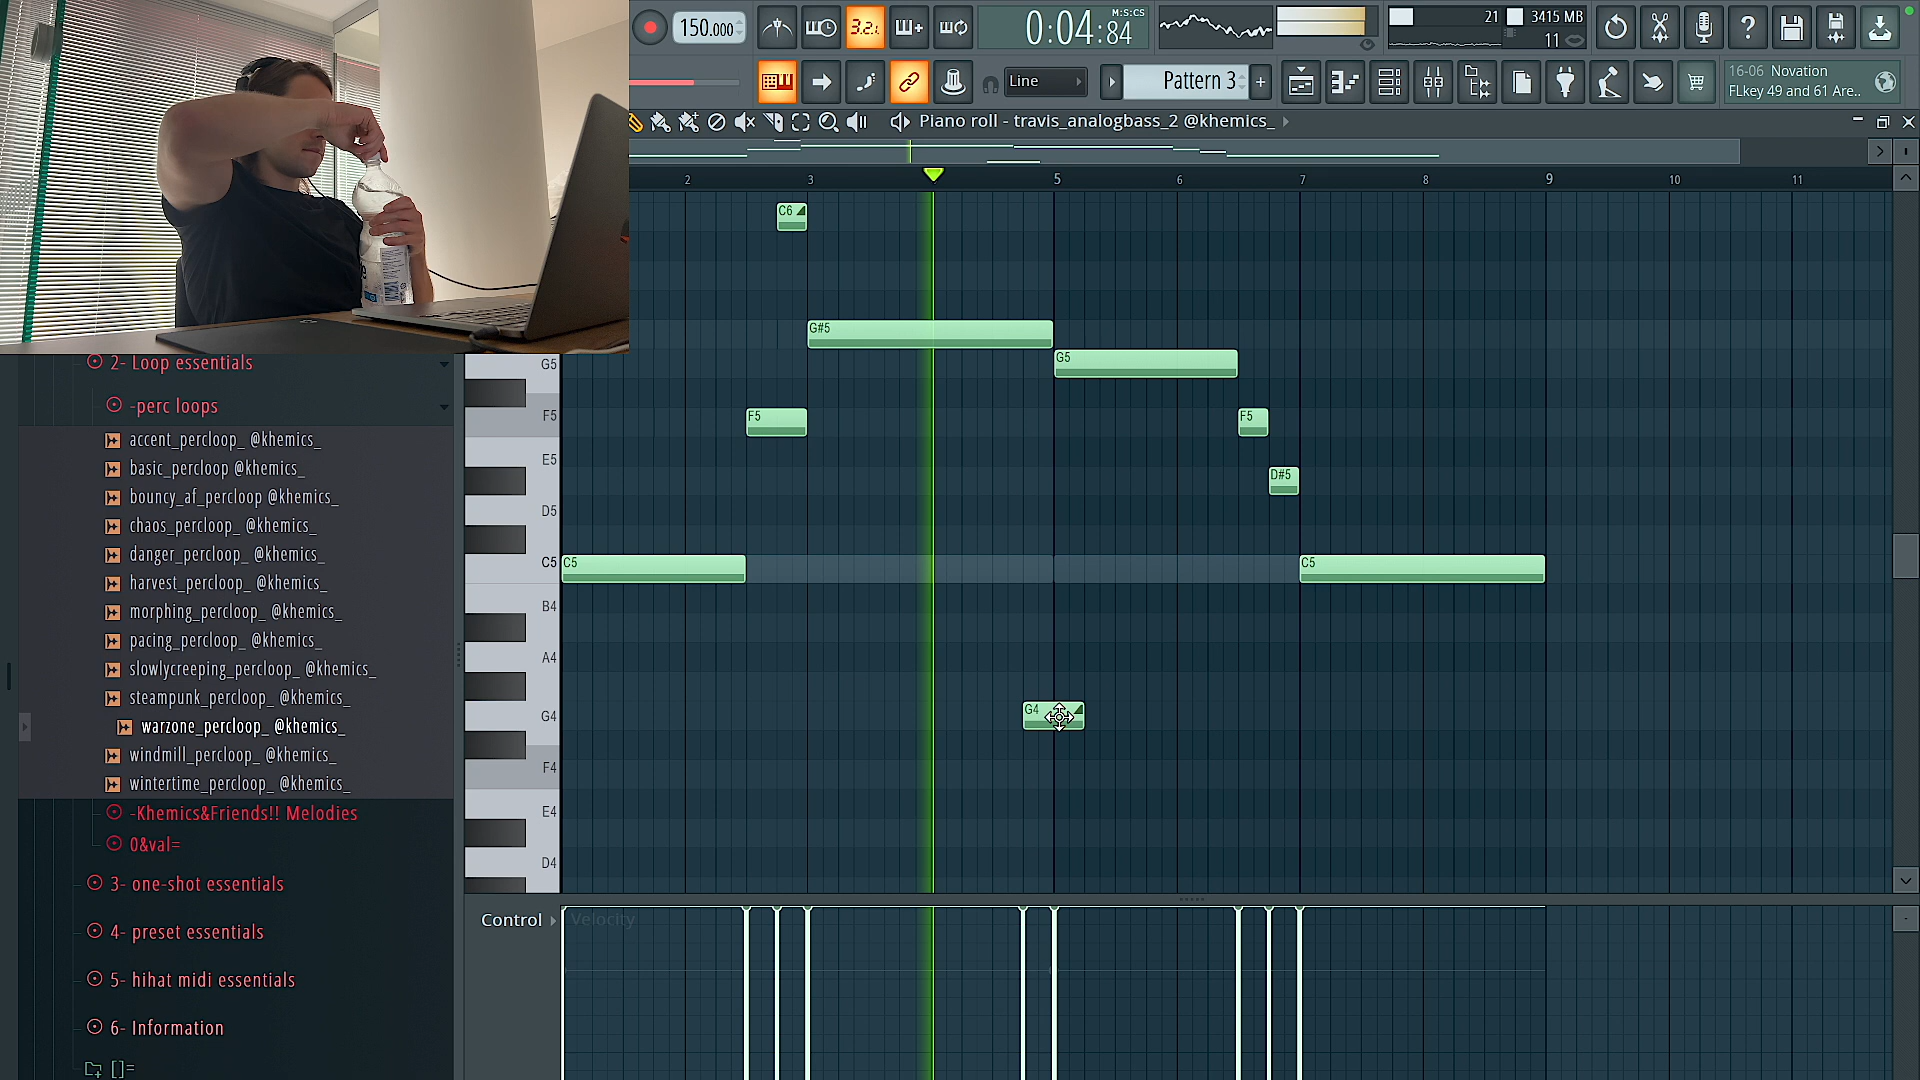 150.000
3.2.
0:04:84
M:S:CS
21
3415 MB
11
Line
Pattern 3
16-06 Novation
FLkey 49 and 61 Are..
Piano roll - travis_analogbass_2 @khemics_
2
3
5
6
7
8
9
10
11
C6
G#5
G5
F5
F5
D#5
C5
C5
G4
G5
F5
E5
D5
C5
B4
A4
G4
F4
E4
D4
2- Loop essentials
-perc loops
accent_percloop_ @khemics_
basic_percloop @khemics_
bouncy_af_percloop @khemics_
chaos_percloop_ @khemics_
danger_percloop_ @khemics_
harvest_percloop_ @khemics_
morphing_percloop_ @khemics_
pacing_percloop_ @khemics_
slowlycreeping_percloop_ @khemics_
steampunk_percloop_ @khemics_
warzone_percloop_ @khemics_
windmill_percloop_ @khemics_
wintertime_percloop_ @khemics_
-Khemics&Friends!! Melodies
0&val=
3- one-shot essentials
4- preset essentials
5- hihat midi essentials
6- Information
[]=
Control
Velocity